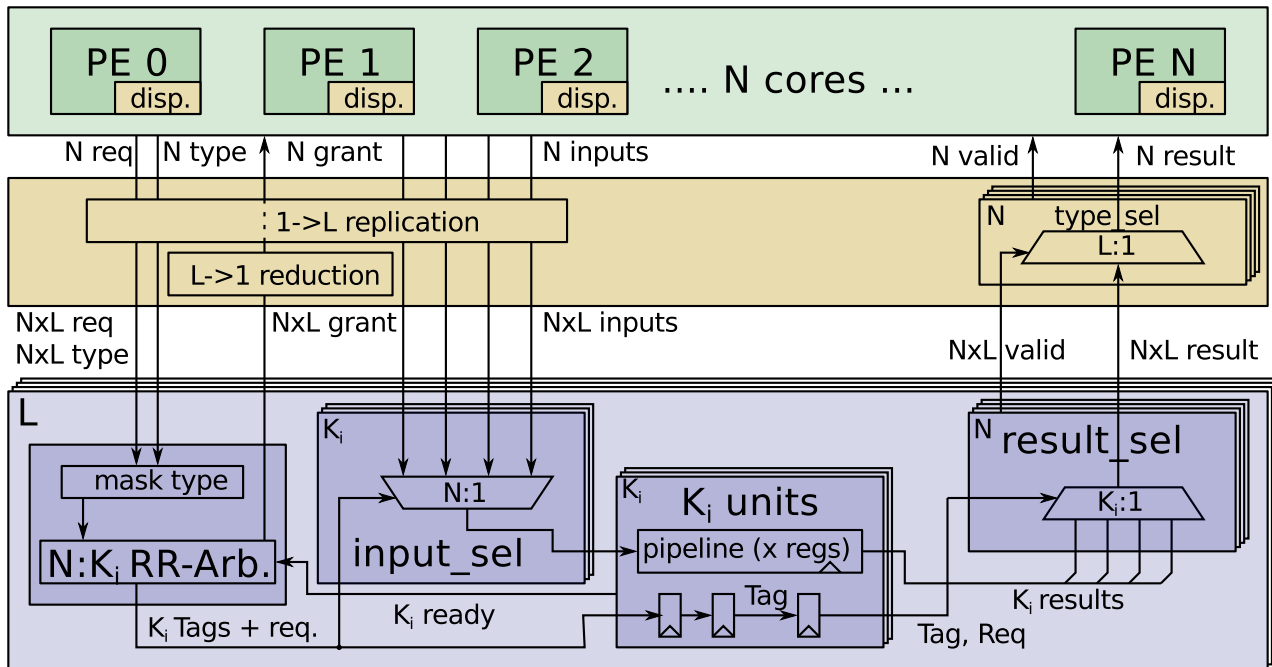 PE 0
disp.
PE 1
disp.
PE 2
disp.
.... N cores ...
PE N
disp.
N req
N type
N grant
N inputs
N valid
N result
1->L replication
L->1 reduction
N
type_sel
L:1
NxL req
NxL type
NxL grant
NxL inputs
NxL valid
NxL result
L
mask type
N:Ki RR-Arb.
Ki
N:1
input_sel
Ki
Ki units
pipeline (x regs)
Tag
N
result_sel
Ki:1
Ki results
Ki ready
Ki Tags + req.
Tag, Req